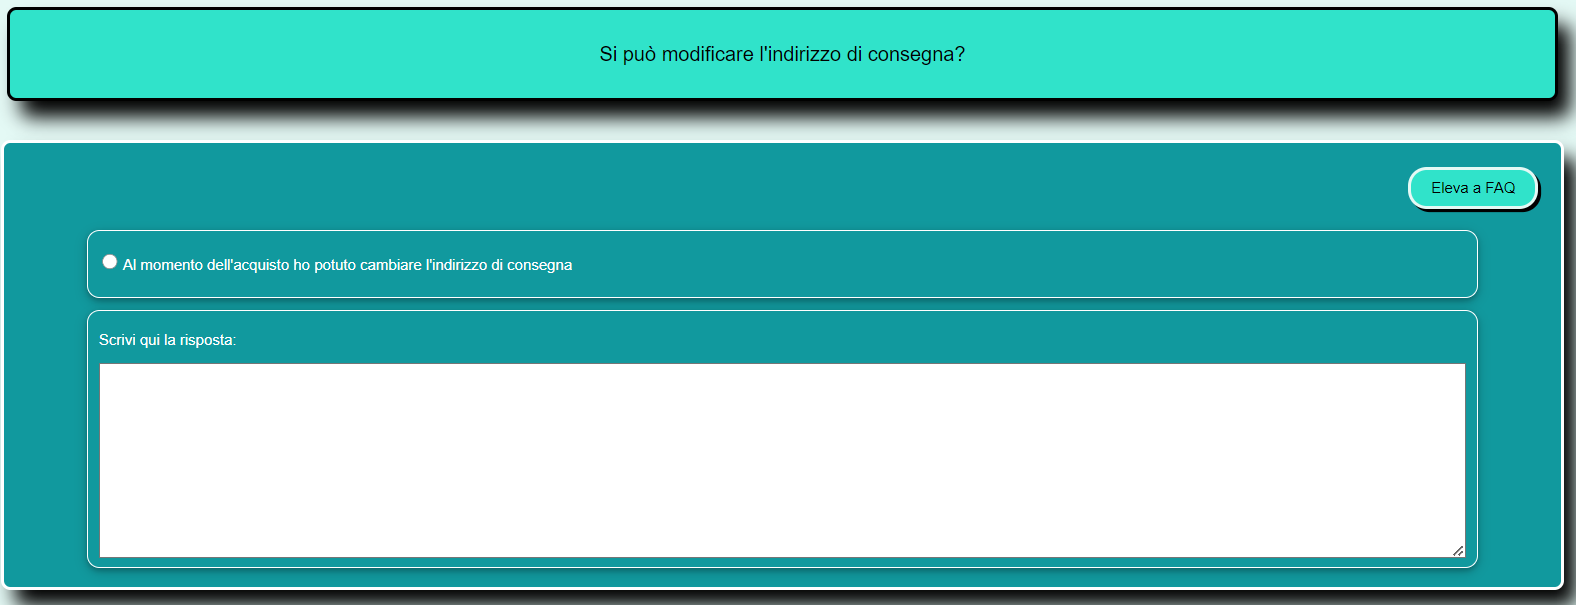 Si può modificare l'indirizzo di consegna?
Eleva a FAQ
Al momento dell'acquisto ho potuto cambiare l'indirizzo di consegna
Scrivi qui la risposta: